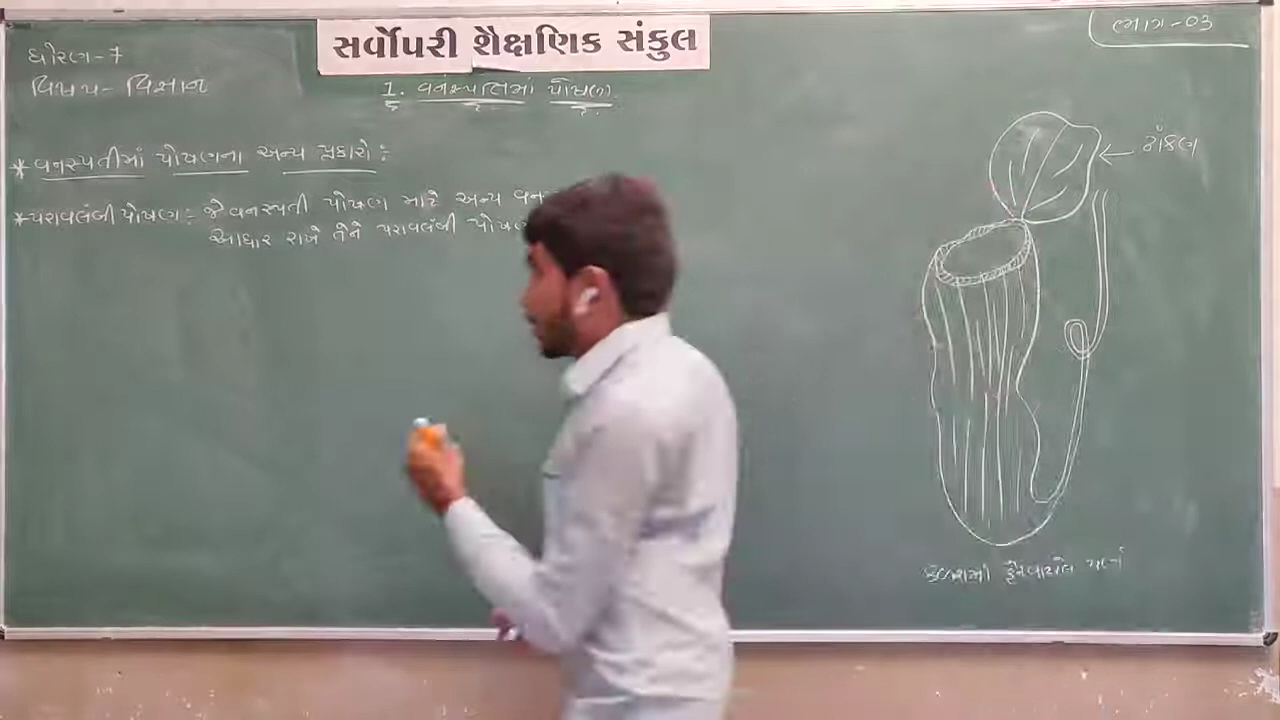 સર્વોપરી શૈક્ષણિક સંકુલ
ભાગ-03
ધોરણ-7
વિષય- વિજ્ઞાન
1. વનસ્પતિમાં પોષણ
* વનસ્પતીમાં પોષણના અન્ય પ્રકારો :
* પરાવલંબી પોષણ : જે વનસ્પતી પોષણ માટે અન્ય
આધાર રાખે તેને પરાવલંબી
ઢાંકણ
કળશમાં ફેરવાયેલ પર્ણ